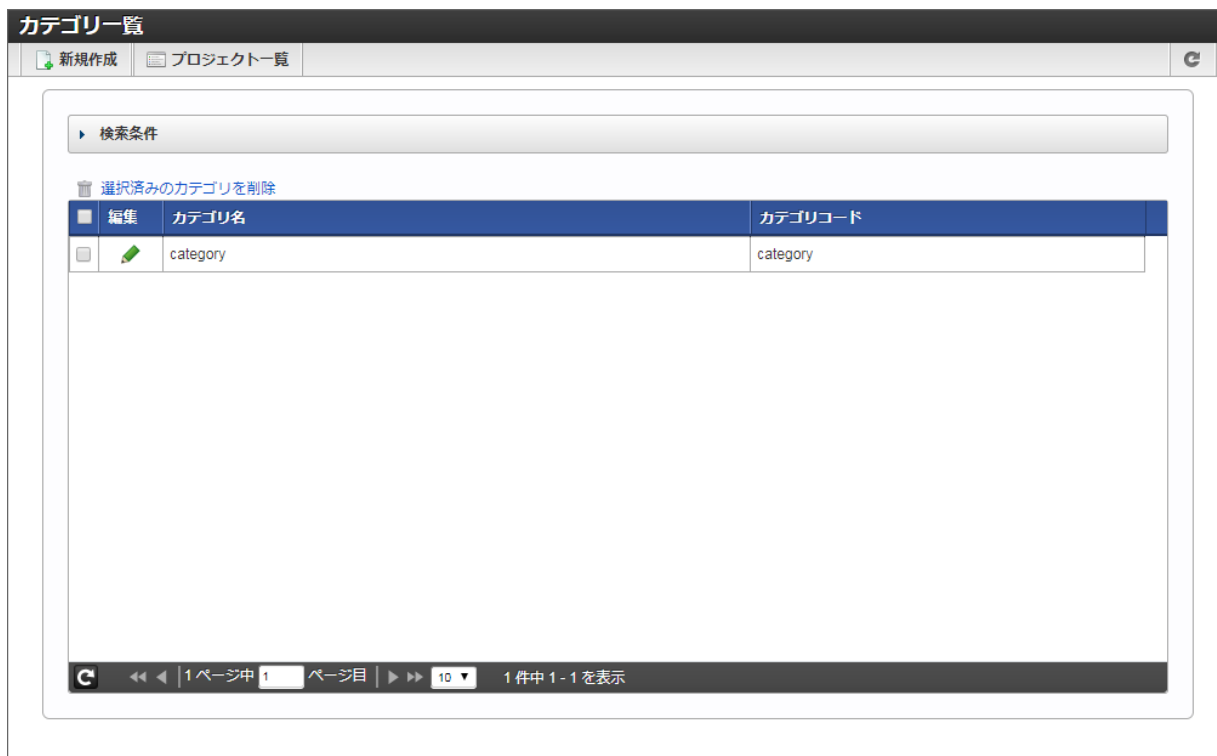 カテゴリ一覧
新規作成 プロジェクト一覧
検索条件
選択済みのカテゴリを削除
編集 カテゴリ名 カテゴリコード
category category
1 ページ中 1 ページ目 10 1 件中 1 - 1 を表示